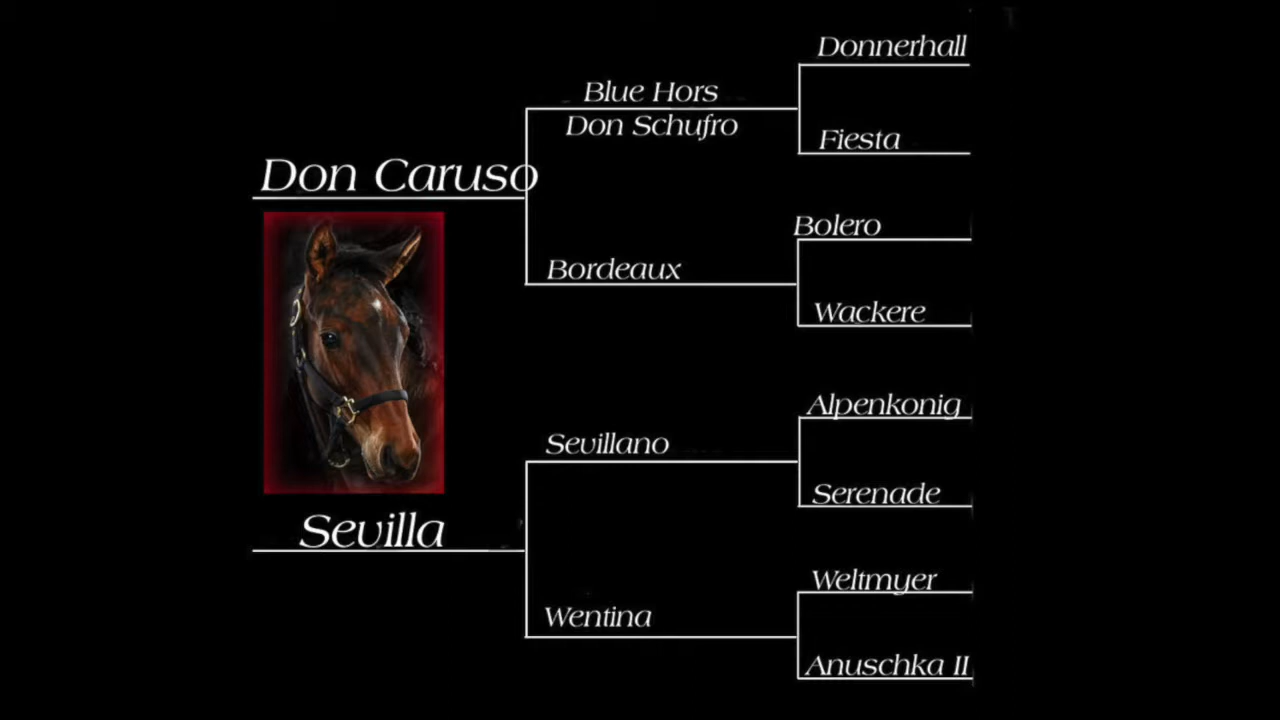 Donnerhall
Blue Hors
Don Schufro
Fiesta
Don Caruso
Bolero
Bordeaux
Wackere
Alpenkonig
Sevillano
Serenade
Sevilla
Weltmyer
Wentina
Anuschka II